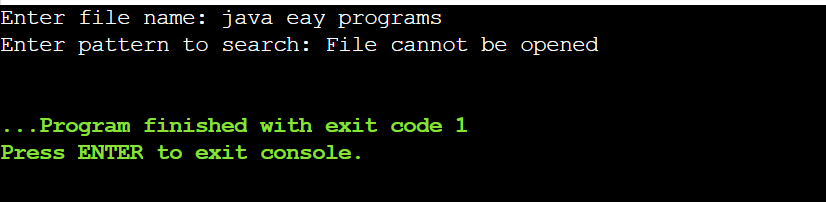 Enter file name: java eay programs
Enter pattern to search: File cannot be opened
...Program finished with exit code 1
Press ENTER to exit console.